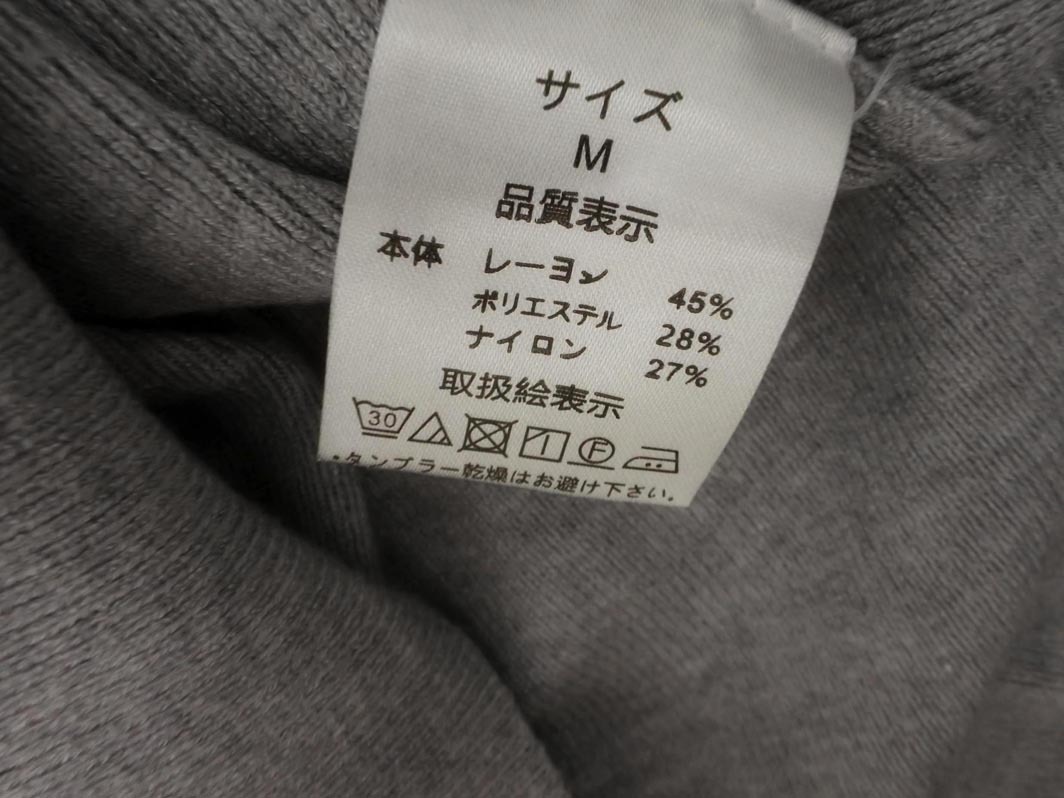 サイズ
M
品質表示
本体 レーヨン 45%
ポリエステル 28%
ナイロン 27%
取扱絵表示
30 F
・タンブラー乾燥はお避け下さい。